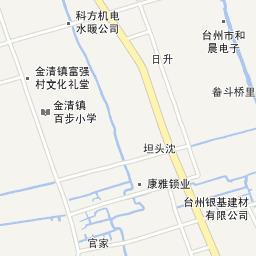 科方机电
水暖公司
台州市和
晨电子
日升
金清镇富强
村文化礼堂
畚斗桥里
金清镇
百步小学
坦头沈
康雅锁业
台州银基建材
有限公司
官家